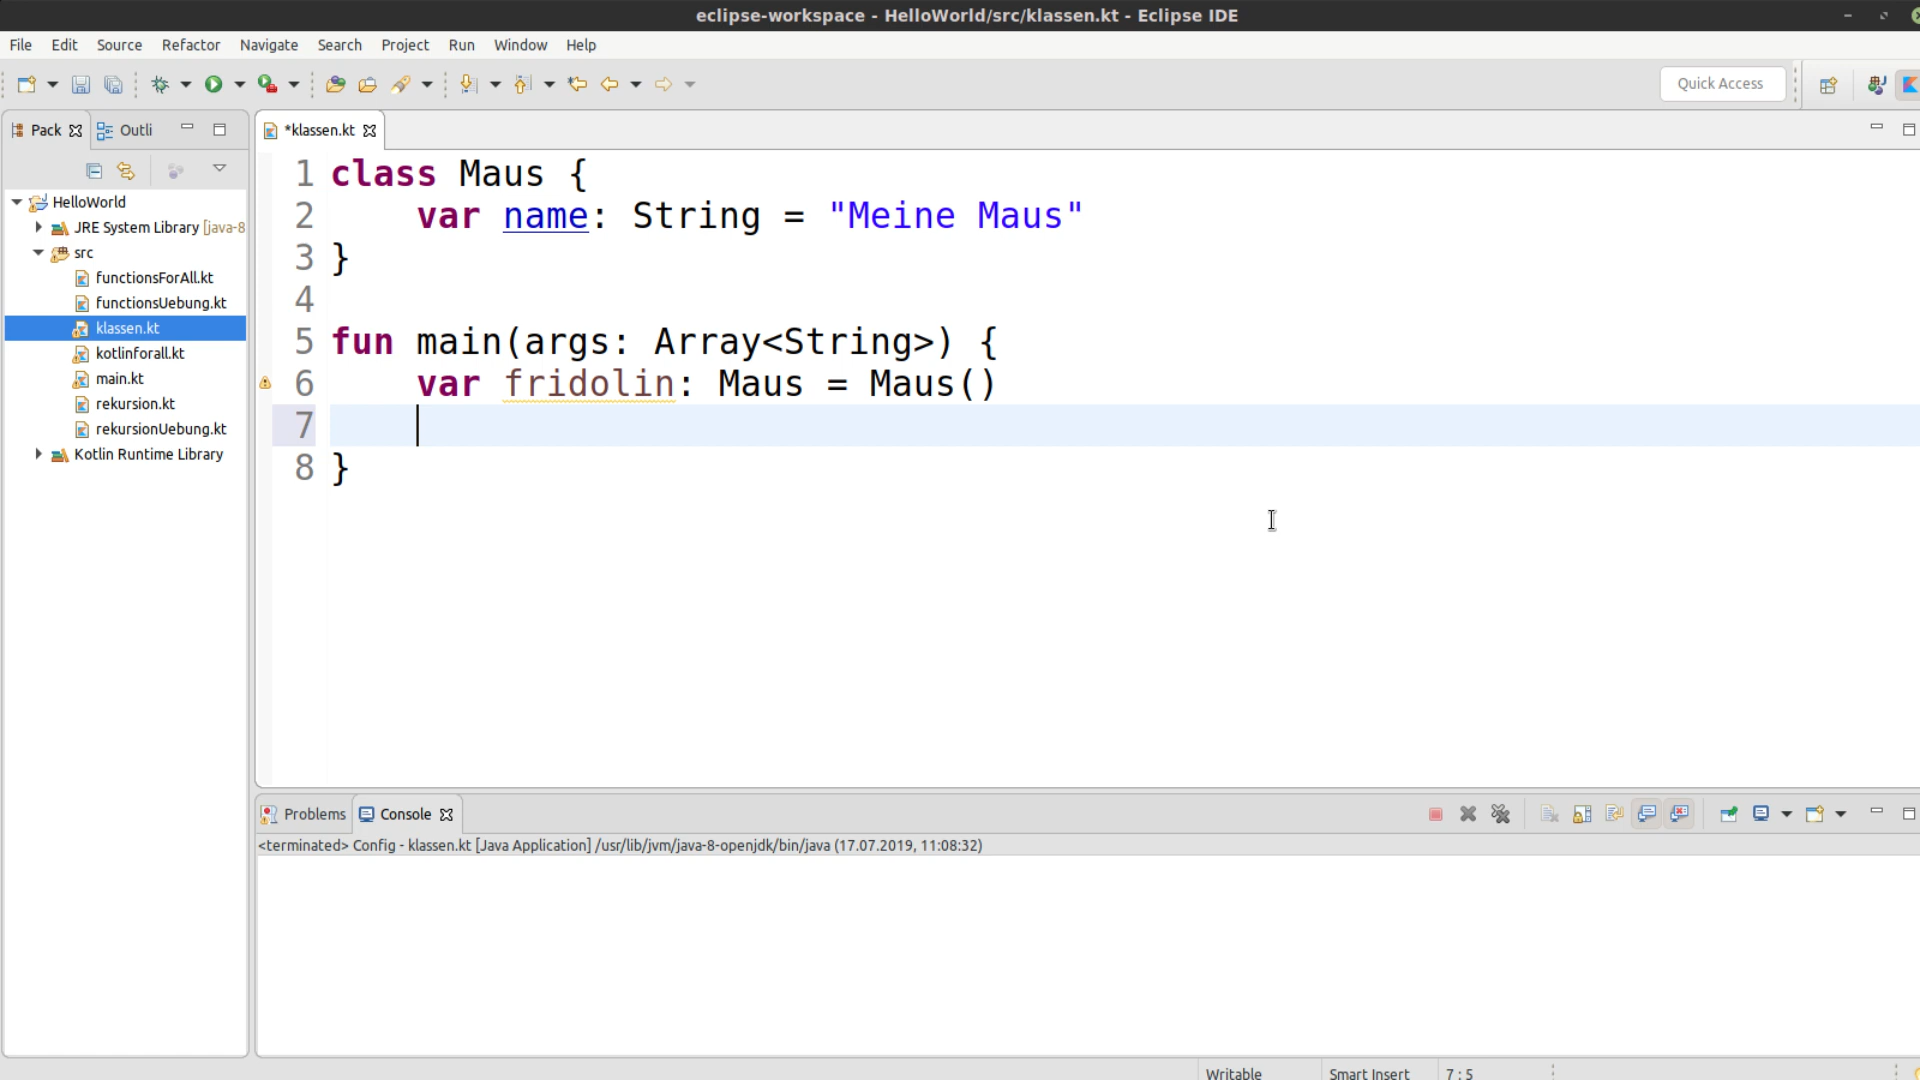 eclipse-workspace - HelloWorld/src/klassen.kt - Eclipse IDE
File Edit Source Refactor Navigate Search Project Run Window Help
Quick Access
Pack Outli
*klassen.kt
HelloWorld
JRE System Library [java-8
src
functionsForAll.kt
functionsUebung.kt
klassen.kt
kotlinforall.kt
main.kt
rekursion.kt
rekursionUebung.kt
Kotlin Runtime Library
1 class Maus {
2 var name: String = "Meine Maus"
3 }
4
5 fun main(args: Array<String>) {
6 var fridolin: Maus = Maus()
7
8 }
Problems Console
<terminated> Config - klassen.kt [Java Application] /usr/lib/jvm/java-8-openjdk/bin/java (17.07.2019, 11:08:32)
Writable Smart Insert 7 : 5